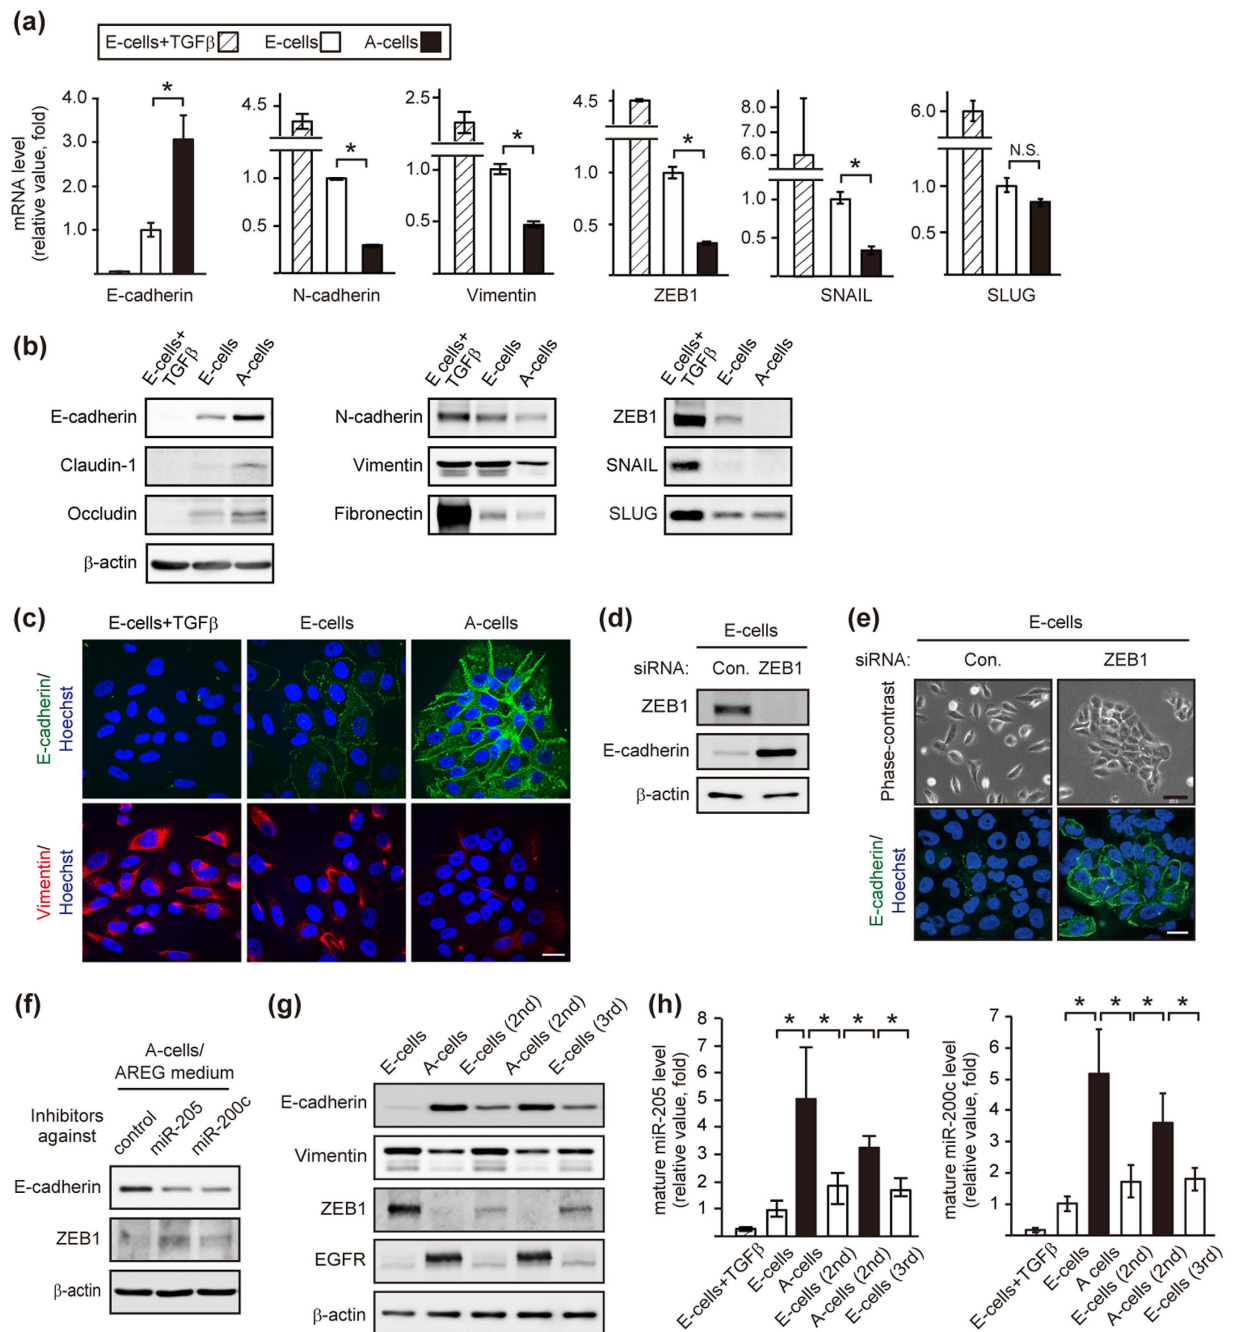 (a)
E-cells+TGFβ E-cells A-cells
mRNA level
(relative value, fold)
4.0
3.0
2.0
1.0
*
E-cadherin
4.5
1.0
0.5
*
N-cadherin
2.5
1.0
0.5
*
Vimentin
4.5
1.0
0.5
*
ZEB1
8.0
7.0
6.0
1.0
0.5
*
SNAIL
6.0
1.0
0.5
N.S.
SLUG
(b)
E-cells+
TGFβ
E-cells
A-cells
E-cadherin
Claudin-1
Occludin
β-actin
E cells+
TGFβ
E-cells
A-cells
N-cadherin
Vimentin
Fibronectin
E cells+
TGFβ
E-cells
A-cells
ZEB1
SNAIL
SLUG
(c)
E-cells+TGFβ E-cells A-cells
E-cadherin/
Hoechst
Vimentin/
Hoechst
(d)
E-cells
siRNA: Con. ZEB1
ZEB1
E-cadherin
β-actin
(e)
E-cells
siRNA: Con. ZEB1
Phase-contrast
E-cadherin/
Hoechst
(f)
A-cells/
AREG medium
Inhibitors
against
control
miR-205
miR-200c
E-cadherin
ZEB1
β-actin
(g)
E-cells
A-cells
E-cells (2nd)
A-cells (2nd)
E-cells (3rd)
E-cadherin
Vimentin
ZEB1
EGFR
β-actin
(h)
mature miR-205 level
(relative value, fold)
8
7
6
5
4
3
2
1
* * * *
E-cells+TGFβ
E-cells
A-cells
E-cells (2nd)
A-cells (2nd)
E-cells (3rd)
mature miR-200c level
(relative value, fold)
7
6
5
4
3
2
1
* * * *
E-cells+TGFβ
E-cells
A cells
E-cells (2nd)
A-cells (2nd)
E-cells (3rd)